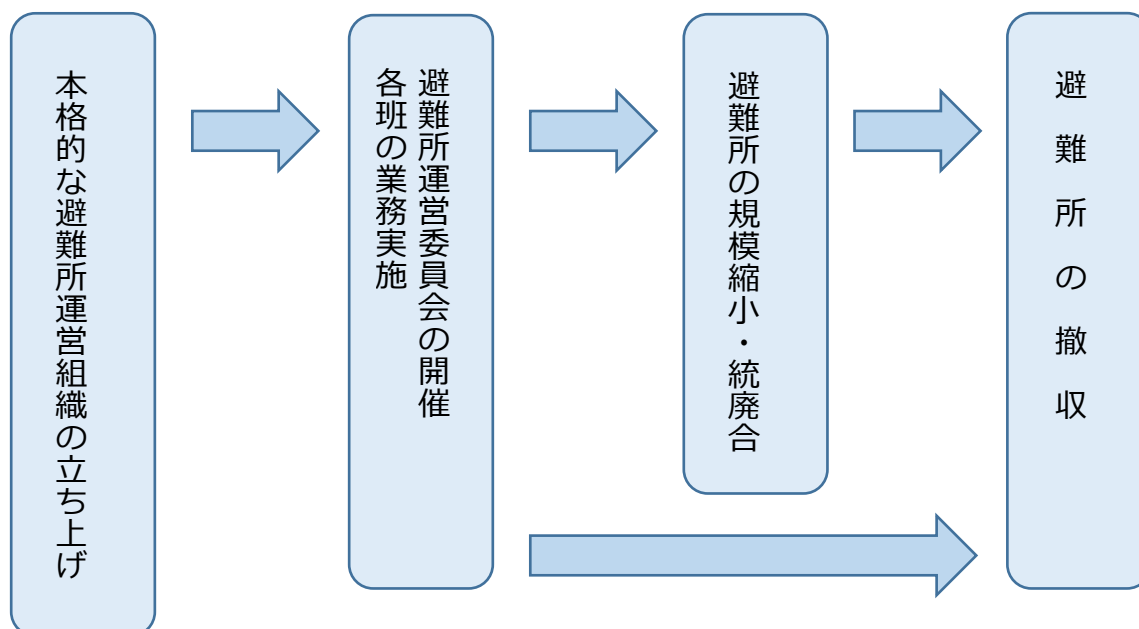 本格的な避難所運営組織の立ち上げ
避難所運営委員会の開催
各班の業務実施
避難所の規模縮小・統廃合
避難所の撤収